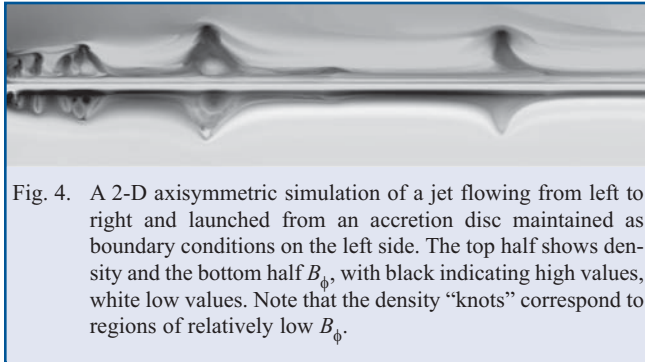 Fig. 4. A 2-D axisymmetric simulation of a jet flowing from left to
right and launched from an accretion disc maintained as
boundary conditions on the left side. The top half shows den-
sity and the bottom half Bϕ, with black indicating high values,
white low values. Note that the density “knots” correspond to
regions of relatively low Bϕ.